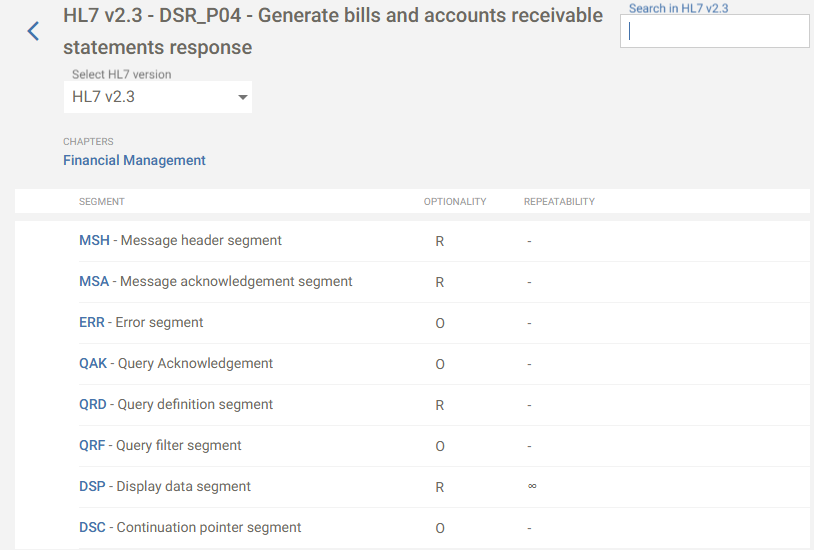 HL7 v2.3 - DSR_P04 - Generate bills and accounts receivable
statements response
Search in HL7 v2.3
Select HL7 version
HL7 v2.3
CHAPTERS
Financial Management
SEGMENT OPTIONALITY REPEATABILITY
MSH - Message header segment R -
MSA - Message acknowledgement segment R -
ERR - Error segment O -
QAK - Query Acknowledgement O -
QRD - Query definition segment R -
QRF - Query filter segment O -
DSP - Display data segment R ∞
DSC - Continuation pointer segment O -